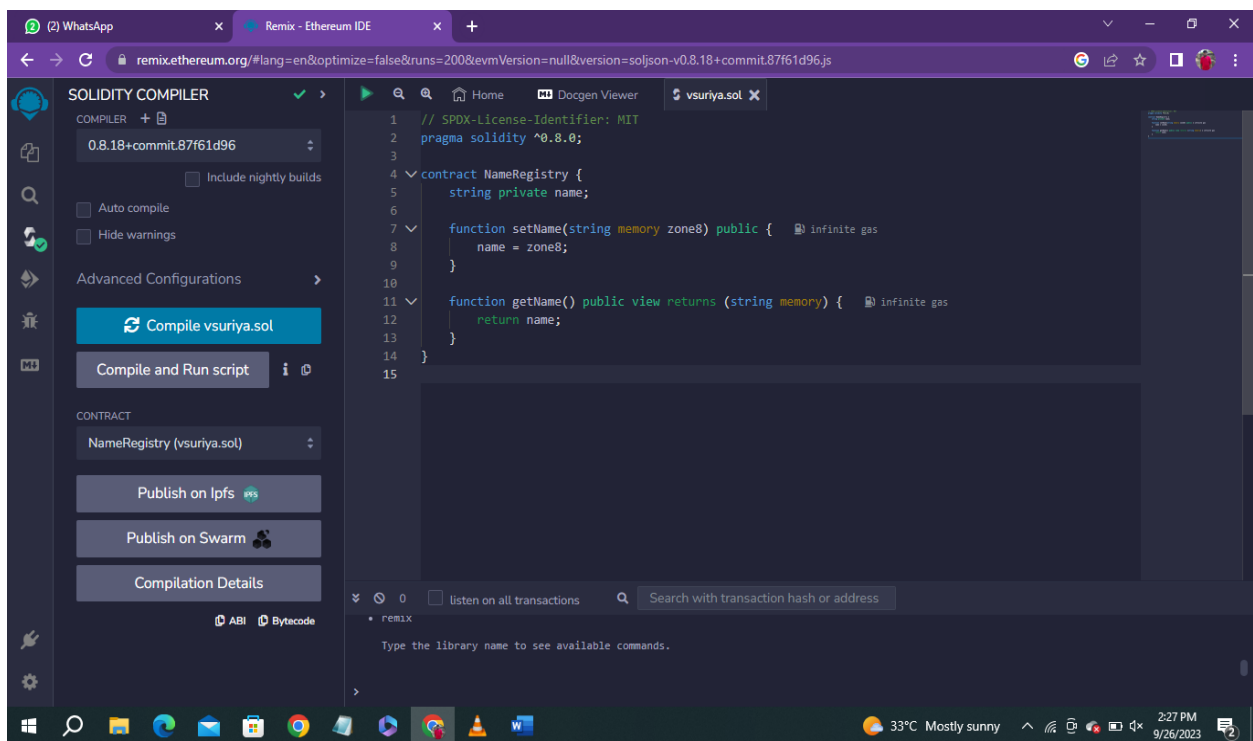 (2) WhatsApp
Remix - Ethereum IDE
remix.ethereum.org/#lang=en&optimize=false&runs=200&evmVersion=null&version=soljson-v0.8.18+commit.87f61d96.js
SOLIDITY COMPILER
COMPILER
0.8.18+commit.87f61d96
Include nightly builds
Auto compile
Hide warnings
Advanced Configurations
Compile vsuriya.sol
Compile and Run script
CONTRACT
NameRegistry (vsuriya.sol)
Publish on Ipfs
IPFS
Publish on Swarm
Compilation Details
ABI Bytecode
Home Docgen Viewer vsuriya.sol
1 // SPDX-License-Identifier: MIT
2 pragma solidity ^0.8.0;
3
4 contract NameRegistry {
5 string private name;
6
7 function setName(string memory zone8) public { infinite gas
8 name = zone8;
9 }
10
11 function getName() public view returns (string memory) { infinite gas
12 return name;
13 }
14 }
15
0 listen on all transactions Search with transaction hash or address
• remix
Type the library name to see available commands.
>
33°C Mostly sunny
2:27 PM
9/26/2023
2